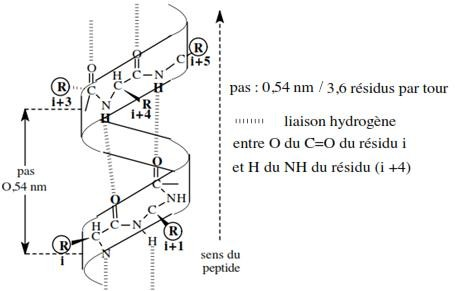 R
i+5
O
O
C
N
C
H
R
i+3
C
H
C
N
H
R
i+4
pas : 0,54 nm / 3,6 résidus par tour
liaison hydrogène
entre O du C=O du résidu i
et H du NH du résidu (i +4)
pas
0,54 nm
O
C
NH
O
C
H
C
C
N
R
i
C
N
H
R
i+1
sens du
peptide